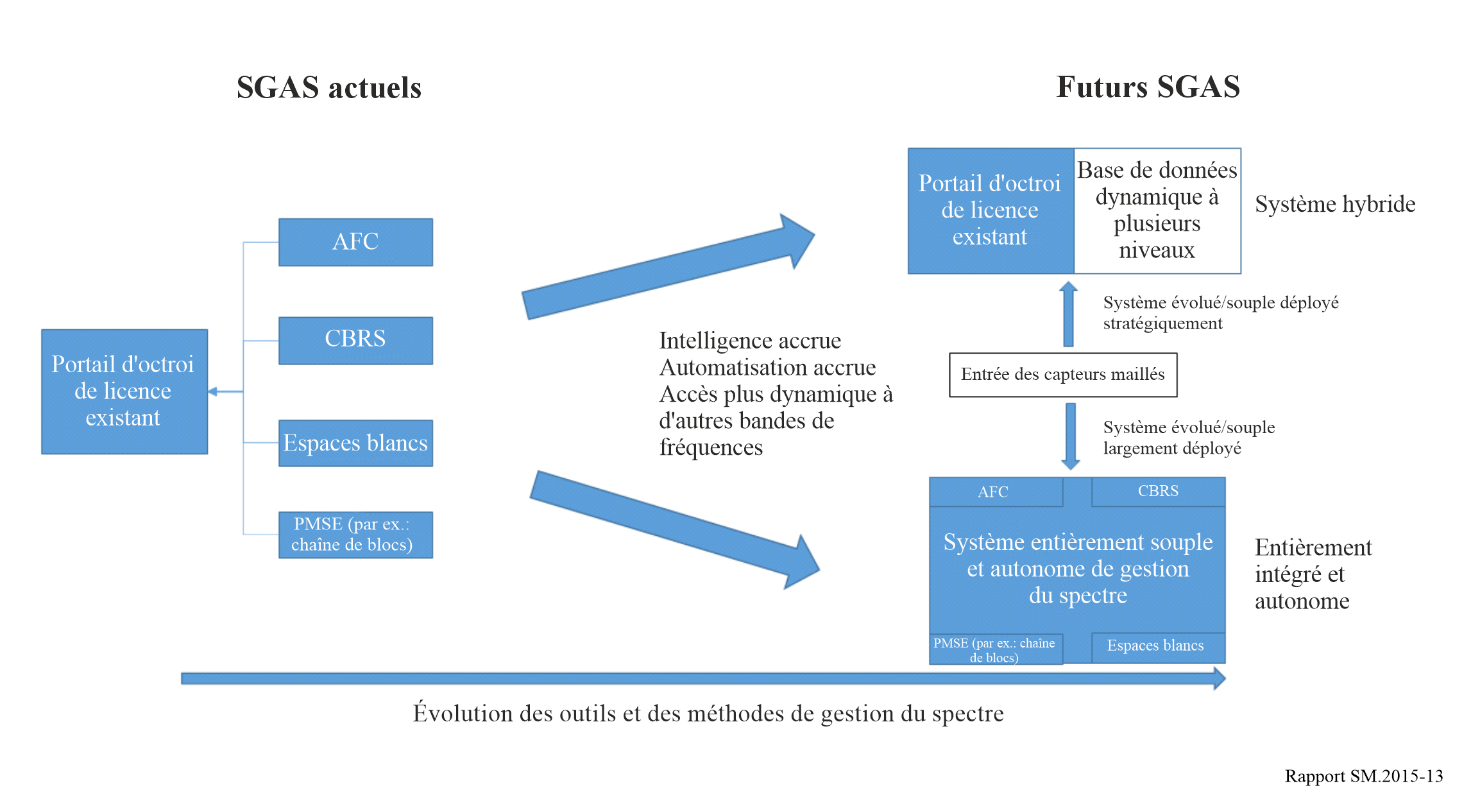 SGAS actuels
Futurs SGAS
Portail d'octroi
de licence
existant
AFC
CBRS
Espaces blancs
PMSE (par ex.:
chaîne de blocs)
Intelligence accrue
Automatisation accrue
Accès plus dynamique à
d'autres bandes de
fréquences
Portail d'octroi
de licence
existant
Base de données
dynamique à
plusieurs
niveaux
Système hybride
Système évolué/souple déployé
stratégiquement
Entrée des capteurs maillés
Système évolué/souple
largement déployé
AFC
CBRS
Système entièrement souple
et autonome de gestion
du spectre
PMSE (par ex.: chaîne
de blocs)
Espaces blancs
Entièrement
intégré et
autonome
Évolution des outils et des méthodes de gestion du spectre
Rapport SM.2015-13